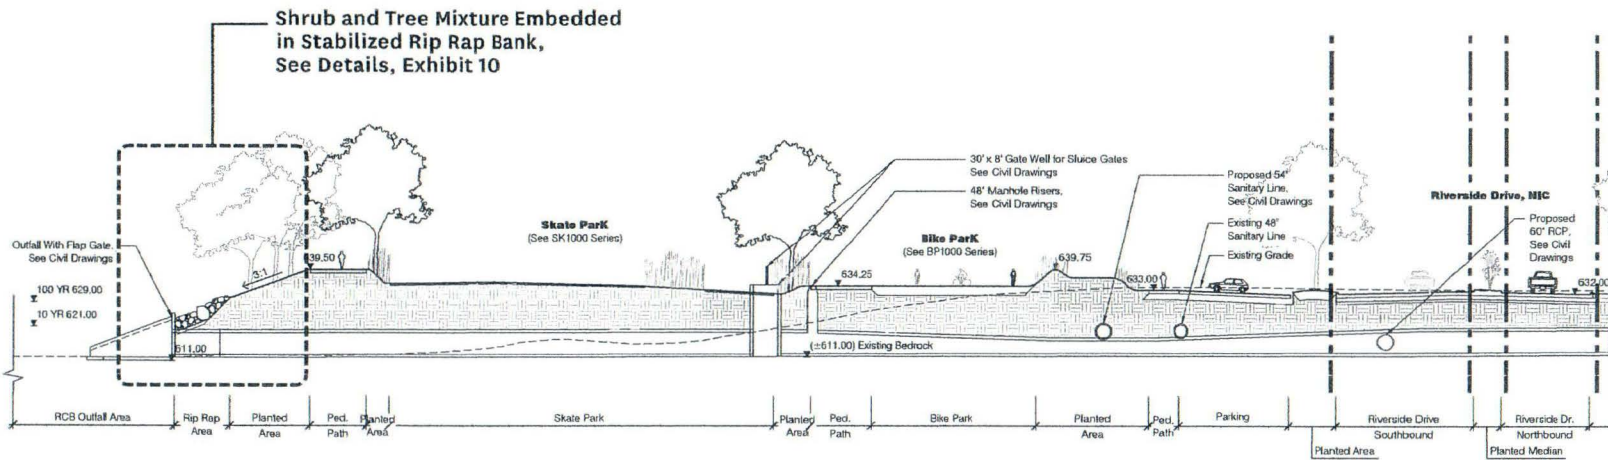 Shrub and Tree Mixture Embedded
in Stabilized Rip Rap Bank,
See Details, Exhibit 10
30' x 8' Gate Well for Sluice Gates
See Civil Drawings
48" Manhole Risers,
See Civil Drawings
Proposed 54"
Sanitary Line,
See Civil Drawings
Existing 48"
Sanitary Line
Existing Grade
Riverside Drive, NIC
Proposed
60" RCP,
See Civil
Drawings
Skate Park
(See SK1000 Series)
Bike Park
(See BP1000 Series)
Outfall With Flap Gate,
See Civil Drawings
3:1
639.50
634.25
639.75
633.00
632.00
100 YR 629.00
10 YR 621.00
611.00
(±611.00) Existing Bedrock
RCB Outfall Area
Rip Rap
Area
Planted
Area
Ped.
Path
Planted
Area
Skate Park
Planted
Area
Ped.
Path
Bike Park
Planted
Area
Ped.
Path
Parking
Planted Area
Riverside Drive
Southbound
Planted Median
Riverside Dr.
Northbound